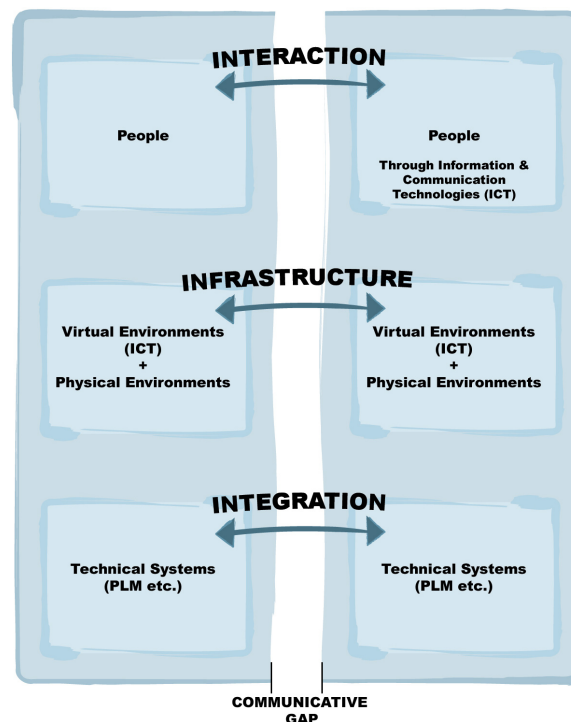 INTERACTION
People
People
Through Information &
Communication
Technologies (ICT)
INFRASTRUCTURE
Virtual Environments
(ICT)
+
Physical Environments
Virtual Environments
(ICT)
+
Physical Environments
INTEGRATION
Technical Systems
(PLM etc.)
Technical Systems
(PLM etc.)
COMMUNICATIVE
GAP